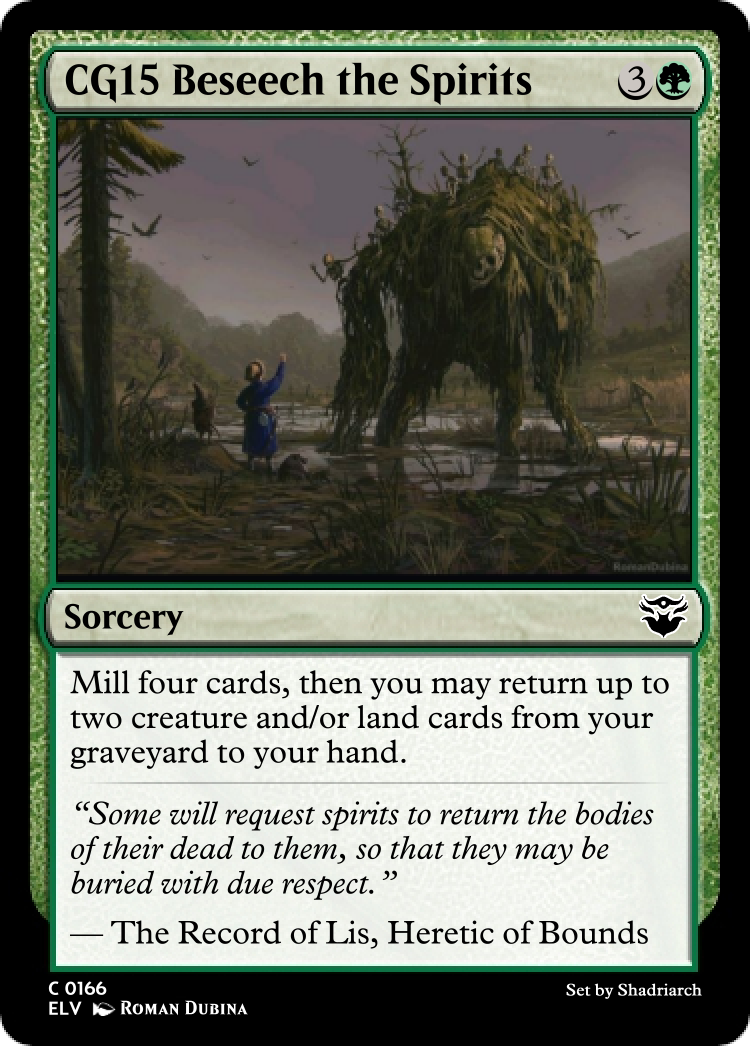 CG15 Beseech the Spirits 3
RomanDubina
Sorcery
Mill four cards, then you may return up to
two creature and/or land cards from your
graveyard to your hand.
“Some will request spirits to return the bodies
of their dead to them, so that they may be
buried with due respect.”
— The Record of Lis, Heretic of Bounds
C 0166
ELV Roman Dubina
Set by Shadriarch